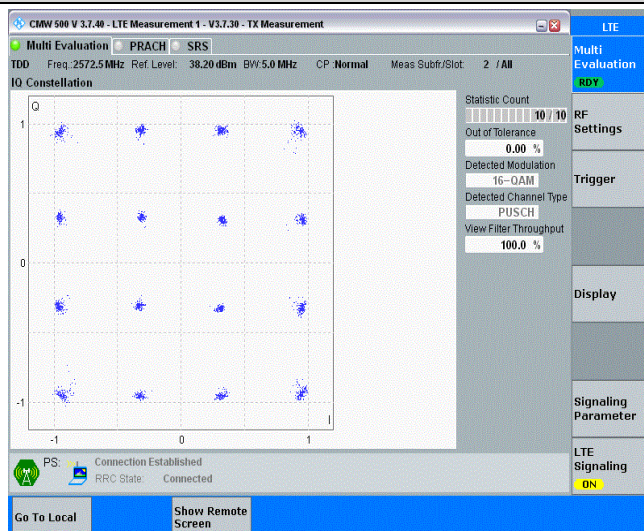 CMW 500 V 3.7.40 - LTE Measurement 1 - V3.7.30 - TX Measurement
LTE
Multi Evaluation PRACH SRS
Multi Evaluation
RDY
TDD Freq.:2572.5 MHz Ref. Level: 38.20 dBm BW:5.0 MHz CP :Normal Meas Subfr./Slot: 2 / All
IQ Constellation
Q
1
0
-1
-1 0 1
I
Statistic Count
10 / 10
Out of Tolerance
0.00 %
Detected Modulation
16-QAM
Detected Channel Type
PUSCH
View Filter Throughput
100.0 %
RF Settings
Trigger
Display
Signaling Parameter
LTE Signaling
ON
PS: Connection Established
RRC State: Connected
Go To Local
Show Remote Screen